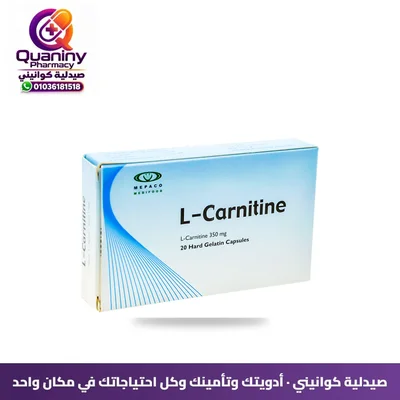 Quaniny
Pharmacy
صيدلية كوانيني
01036181518
MEPACO
MEDIFOOD
L-Carnitine
L-Carnitine 350 mg
20 Hard Gelatin Capsules
صيدلية كوانيني - أدويتك وتأمينك وكل احتياجاتك في مكان واحد